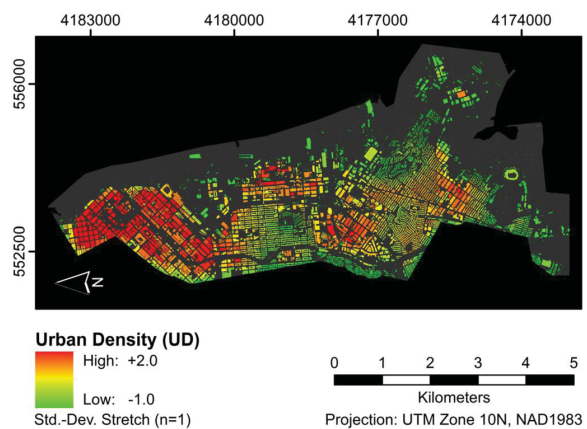 4183000 4180000 4177000 4174000
556000
552500
N
Urban Density (UD)
High: +2.0
Low: -1.0
Std.-Dev. Stretch (n=1)
0 1 2 3 4 5
Kilometers
Projection: UTM Zone 10N, NAD1983